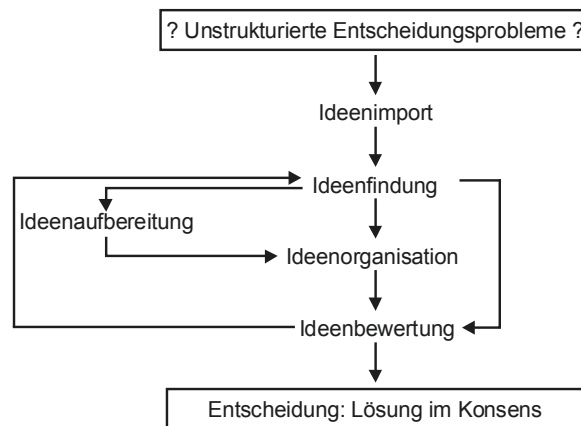 ? Unstrukturierte Entscheidungsprobleme ?
Ideenimport
Ideenfindung
Ideenaufbereitung
Ideenorganisation
Ideenbewertung
Entscheidung: Lösung im Konsens